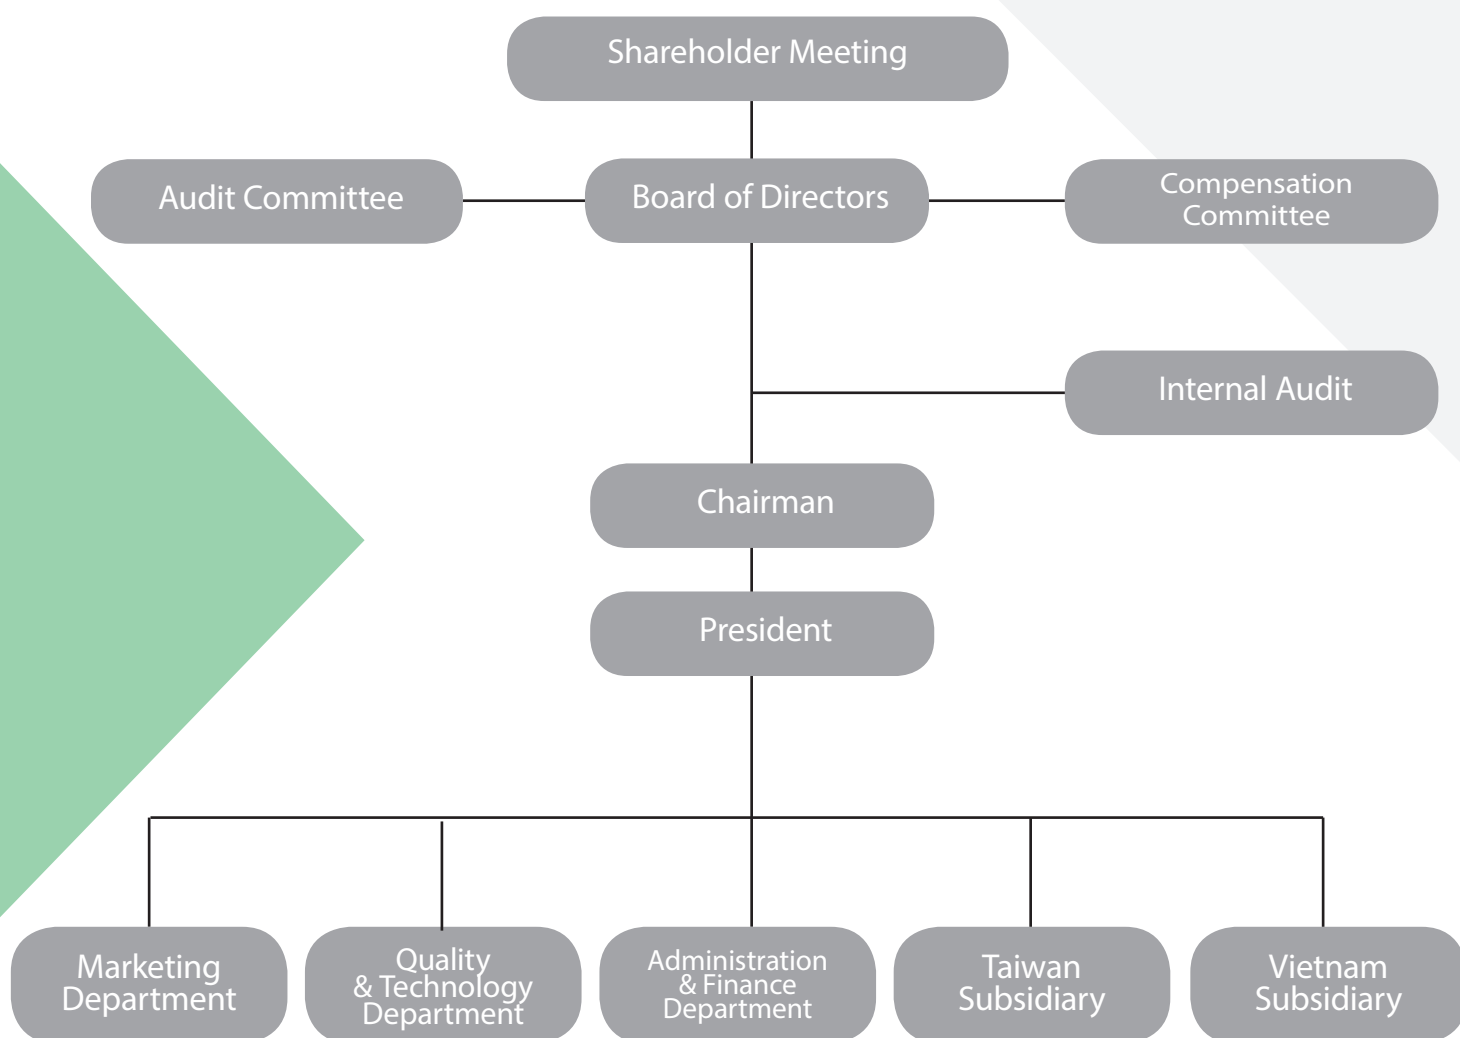 Shareholder Meeting
Audit Committee
Board of Directors
Compensation
Committee
Internal Audit
Chairman
President
Marketing
Department
Quality
& Technology
Department
Administration
& Finance
Department
Taiwan
Subsidiary
Vietnam
Subsidiary